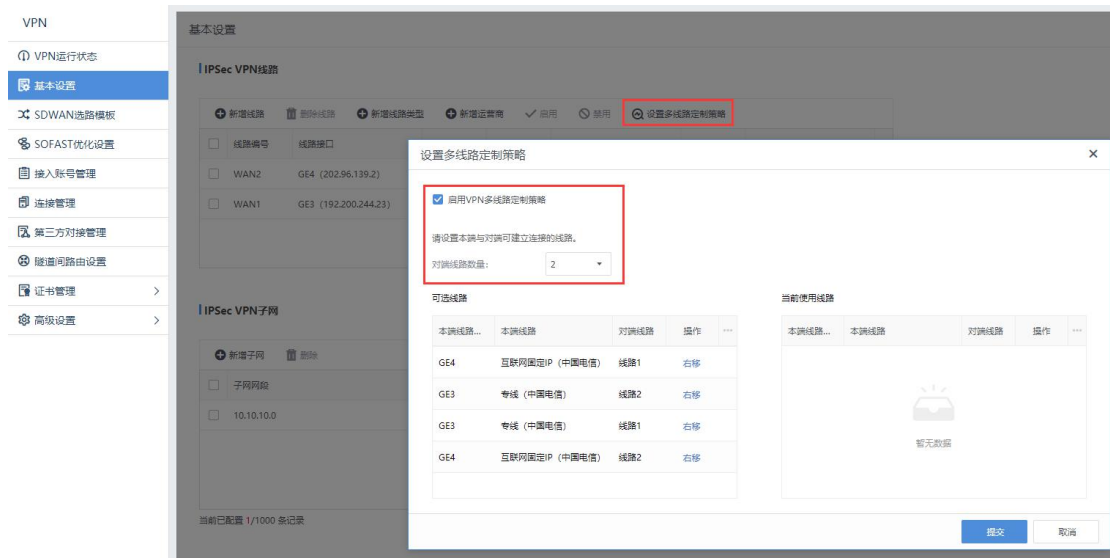 VPN
VPN运行状态
基本设置
SDWAN选路模板
SOFAST优化设置
接入账号管理
连接管理
第三方对接管理
隧道间路由设置
证书管理
高级设置
基本设置
IPSec VPN线路
新增线路 删除线路 新增线路类型 新增运营商 启用 禁用 设置多线路定制策略
线路编号 线路接口
WAN2 GE4 (202.96.139.2)
WAN1 GE3 (192.200.244.23)
IPSec VPN子网
新增子网 删除
子网网段
10.10.10.0
当前已配置 1/1000 条记录
设置多线路定制策略
启用VPN多线路定制策略
请设置本端与对端可建立连接的线路。
对端线路数量: 2
可选线路
本端线路... 本端线路 对端线路 操作
GE4 互联网固定IP (中国电信) 线路1 右移
GE3 专线 (中国电信) 线路2 右移
GE3 专线 (中国电信) 线路1 右移
GE4 互联网固定IP (中国电信) 线路2 右移
当前使用线路
本端线路... 本端线路 对端线路 操作
暂无数据
提交 取消